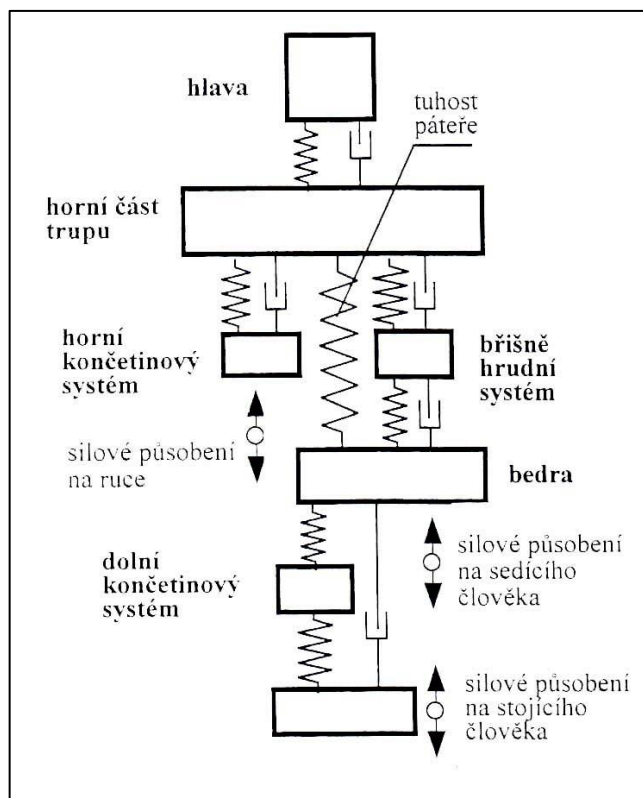 hlava
tuhost
páteře
horní část
trupu
horní
končetinový
systém
břišně
hrudní
systém
silové působení
na ruce
bedra
dolní
končetinový
systém
silové působení
na sedícího
člověka
silové působení
na stojícího
člověka